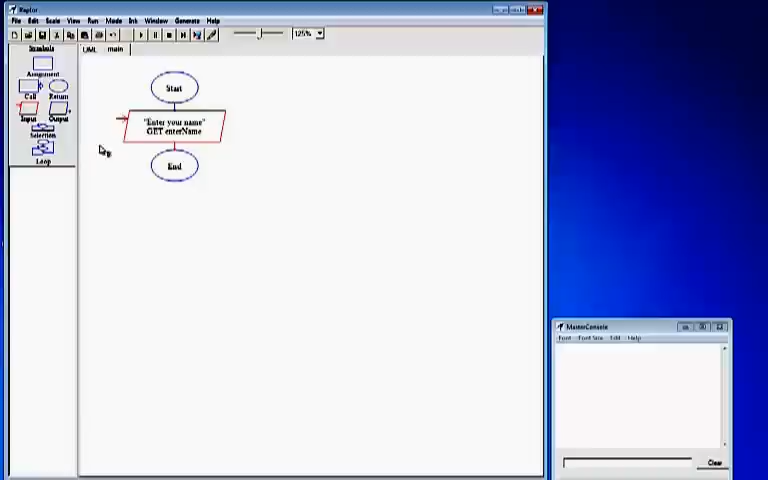 Raptor
File Edit Scale View Run Mode Ink Window Generate Help
125%
Symbols
UML main
Assignment
Call Return
Input Output
Selection
Loop
Start
"Enter your name"
GET enterName
End
MasterConsole
Font Font Size Edit Help
Clear